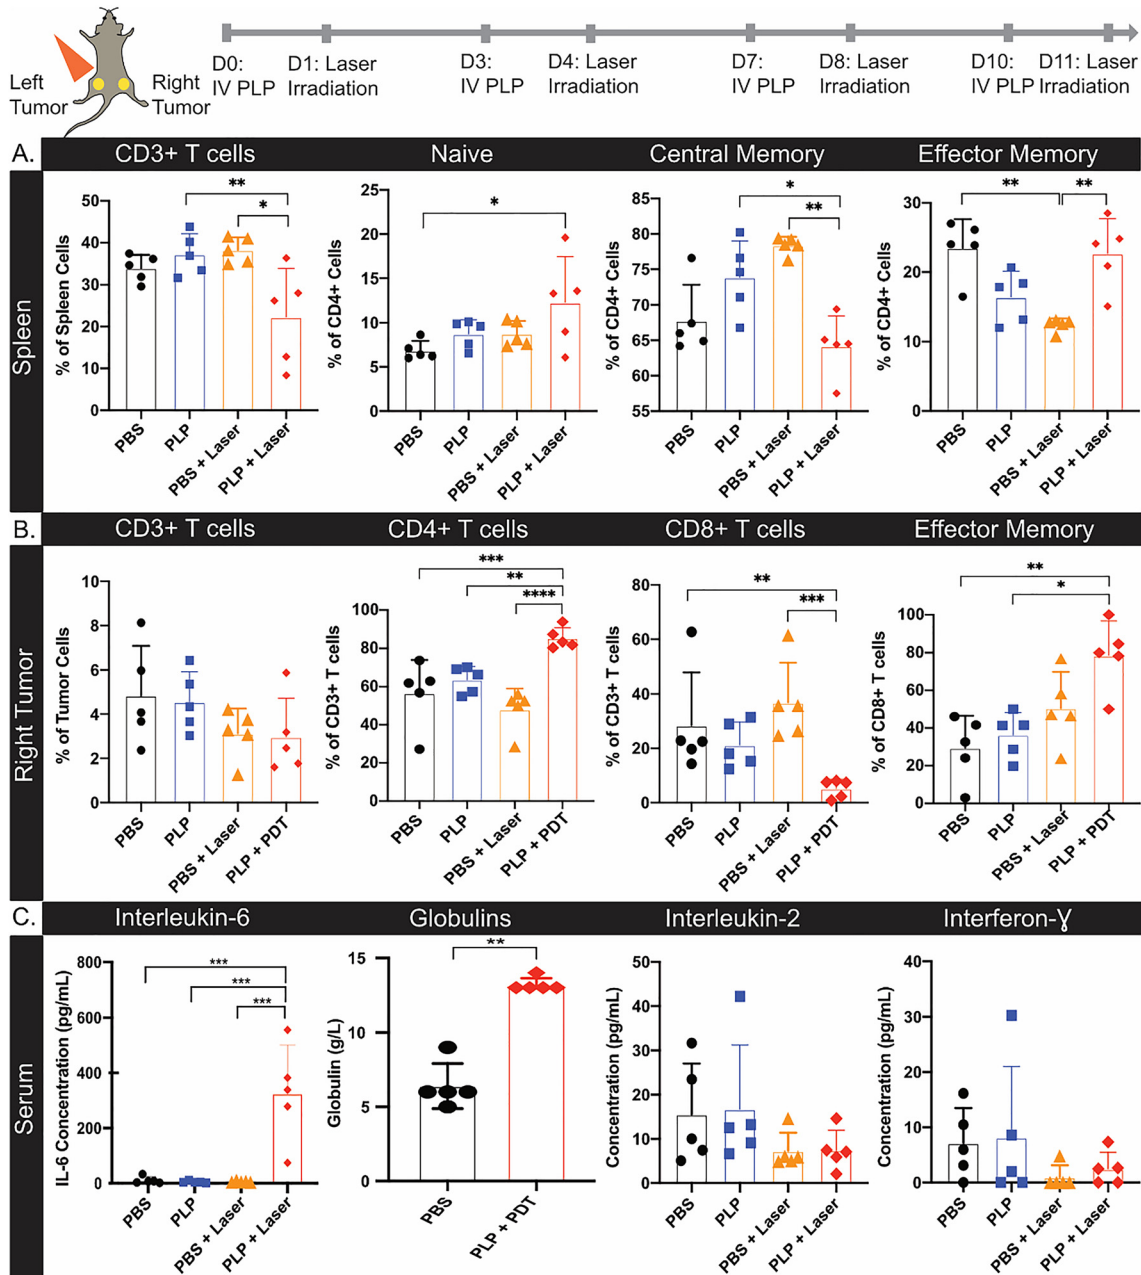 Left
Tumor
Right
Tumor
D0:
IV PLP
D1: Laser
Irradiation
D3:
IV PLP
D4: Laser
Irradiation
D7:
IV PLP
D8: Laser
Irradiation
D10:
IV PLP
D11: Laser
Irradiation
A.
CD3+ T cells
Naive
Central Memory
Effector Memory
Spleen
% of Spleen Cells
50
40
30
20
10
0
**
*
PBS
PLP
PBS + Laser
PLP + Laser
% of CD4+ Cells
25
20
15
10
5
0
*
PBS
PLP
PBS + Laser
PLP + Laser
% of CD4+ Cells
85
80
75
70
65
60
55
*
**
PBS
PLP
PBS + Laser
PLP + Laser
% of CD4+ Cells
30
20
10
0
**
**
PBS
PLP
PBS + Laser
PLP + Laser
B.
CD3+ T cells
CD4+ T cells
CD8+ T cells
Effector Memory
Right Tumor
% of Tumor Cells
10
8
6
4
2
0
PBS
PLP
PBS + Laser
PLP + PDT
% of CD3+ T cells
100
80
60
40
20
0
***
**
****
PBS
PLP
PBS + Laser
PLP + PDT
% of CD3+ T cells
80
60
40
20
0
**
***
PBS
PLP
PBS + Laser
PLP + PDT
% of CD8+ T cells
100
80
60
40
20
0
**
*
PBS
PLP
PBS + Laser
PLP + PDT
C.
Interleukin-6
Globulins
Interleukin-2
Interferon-Ɣ
Serum
IL-6 Concentration (pg/mL)
800
600
400
200
0
***
***
***
PBS
PLP
PBS + Laser
PLP + Laser
Globulin (g/L)
15
10
5
0
**
PBS
PLP + PDT
Concentration (pg/mL)
50
40
30
20
10
0
PBS
PLP
PBS + Laser
PLP + Laser
Concentration (pg/mL)
40
30
20
10
0
PBS
PLP
PBS + Laser
PLP + Laser